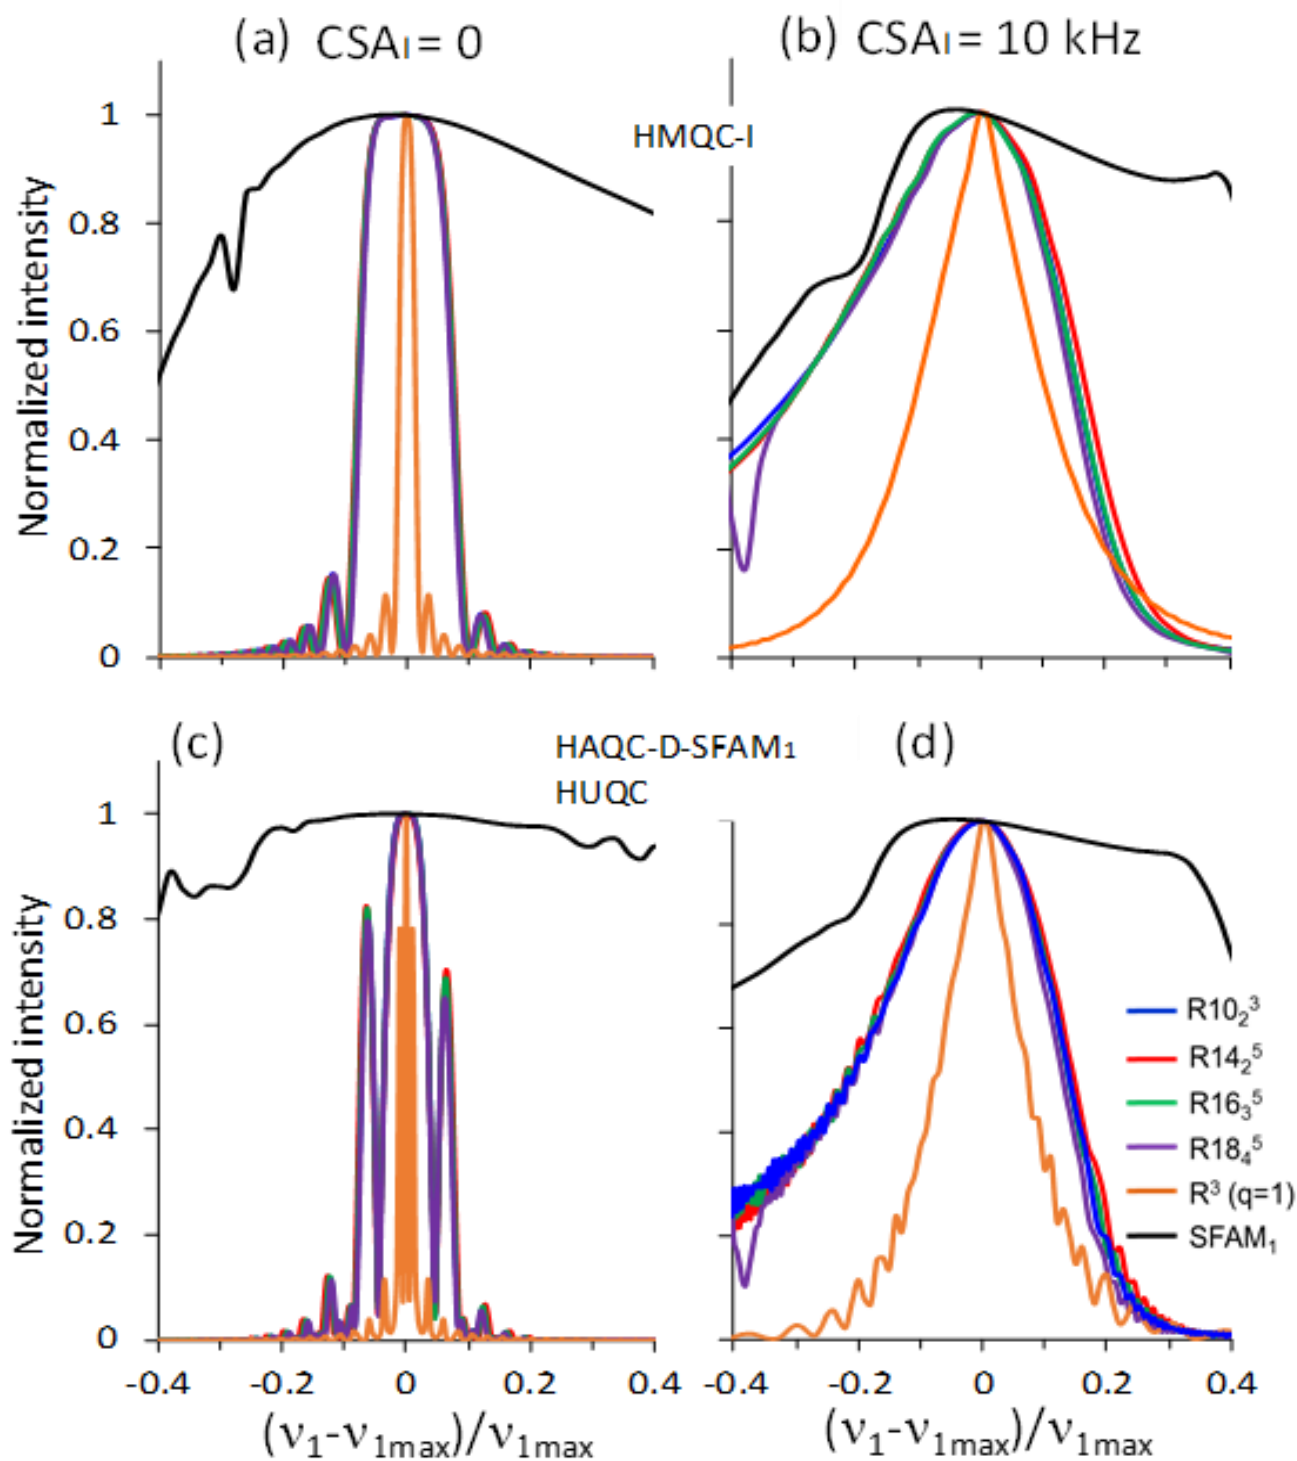 (a) CSAI = 0
(b) CSAI = 10 kHz
HMQC-I
Normalized intensity
1
0.8
0.6
0.4
0.2
0
(c)
HAQC-D-SFAM₁
HUQC
(d)
Normalized intensity
1
0.8
0.6
0.4
0.2
0
R10₂³
R14₂⁵
R16₃⁵
R18₄⁵
R³ (q=1)
SFAM₁
-0.4 -0.2 0 0.2 0.4
-0.4 -0.2 0 0.2 0.4
(ν₁-ν₁max)/ν₁max
(ν₁-ν₁max)/ν₁max